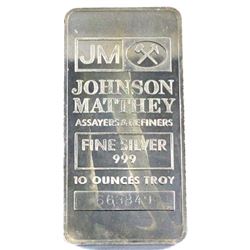 JM
JOHNSON
MATTHEY
ASSAYERS & REFINERS
FINE SILVER
999
10 OUNCES TROY